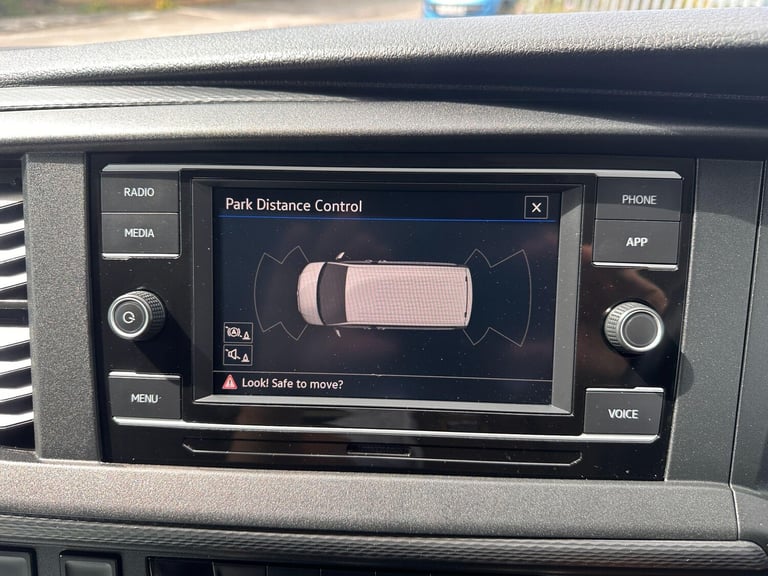 RADIO
MEDIA
MENU
Park Distance Control
Look! Safe to move?
PHONE
APP
VOICE